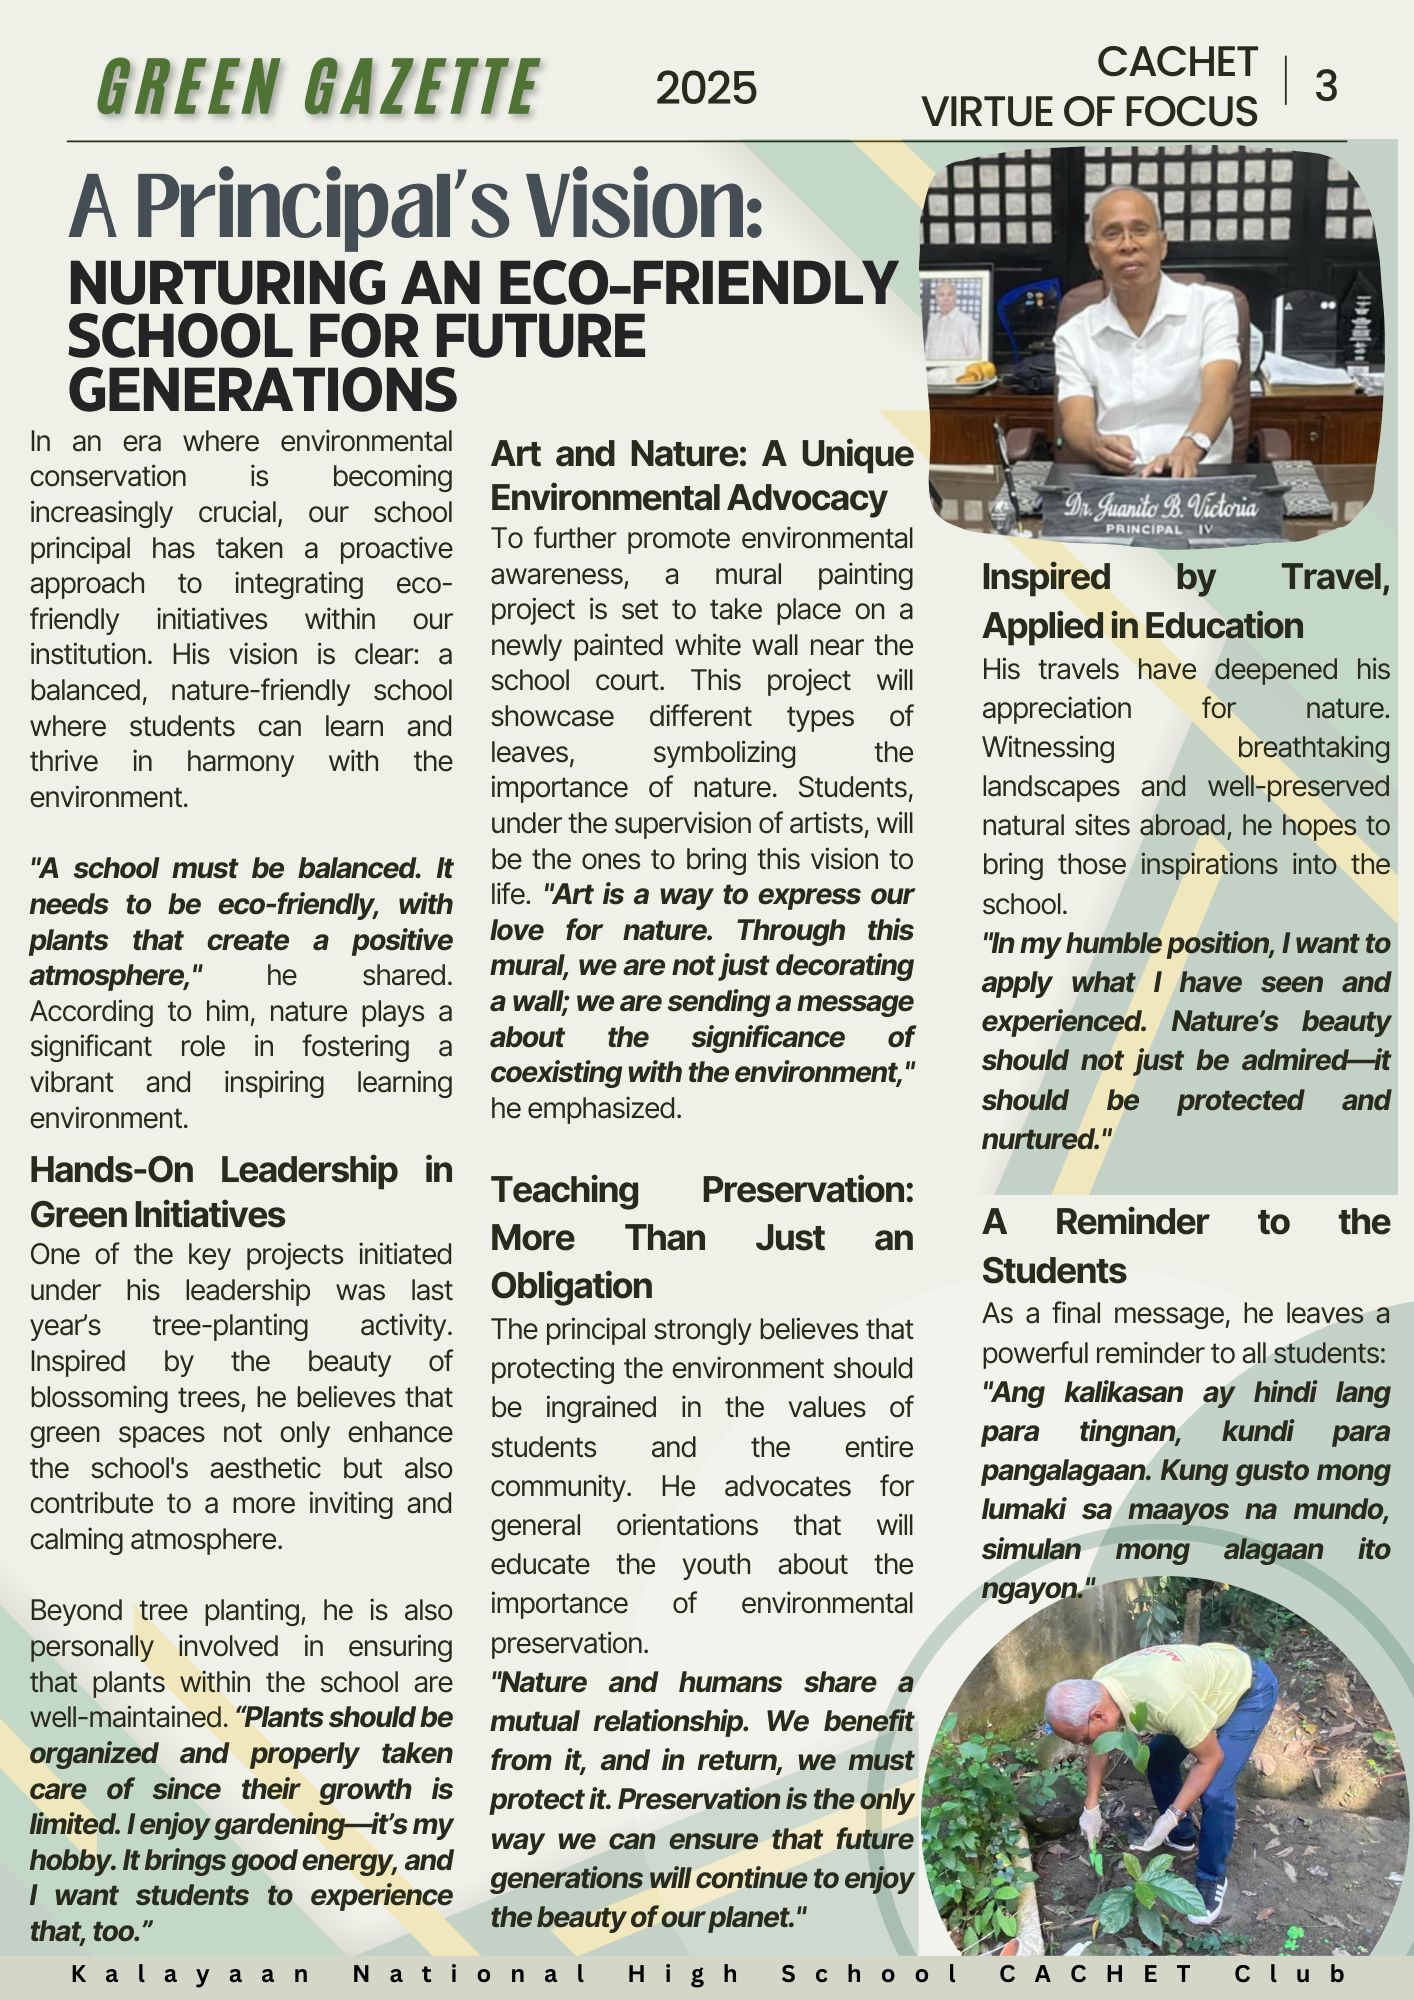 GREEN GAZETTE
2025
CACHET
VIRTUE OF FOCUS
3
A Principal's Vision:
NURTURING AN ECO-FRIENDLY
SCHOOL FOR FUTURE
GENERATIONS
In an era where environmental
conservation is becoming
increasingly crucial, our school
principal has taken a proactive
approach to integrating eco-
friendly initiatives within our
institution. His vision is clear: a
balanced, nature-friendly school
where students can learn and
thrive in harmony with the
environment.
"A school must be balanced. It
needs to be eco-friendly, with
plants that create a positive
atmosphere," he shared.
According to him, nature plays a
significant role in fostering a
vibrant and inspiring learning
environment.
Hands-On Leadership in
Green Initiatives
One of the key projects initiated
under his leadership was last
year's tree-planting activity.
Inspired by the beauty of
blossoming trees, he believes that
green spaces not only enhance
the school's aesthetic but also
contribute to a more inviting and
calming atmosphere.
Beyond tree planting, he is also
personally involved in ensuring
that plants within the school are
well-maintained. “Plants should be
organized and properly taken
care of since their growth is
limited. I enjoy gardening—it’s my
hobby. It brings good energy, and
I want students to experience
that, too.”
Art and Nature: A Unique
Environmental Advocacy
To further promote environmental
awareness, a mural painting
project is set to take place on a
newly painted white wall near the
school court. This project will
showcase different types of
leaves, symbolizing the
importance of nature. Students,
under the supervision of artists, will
be the ones to bring this vision to
life. "Art is a way to express our
love for nature. Through this
mural, we are not just decorating
a wall; we are sending a message
about the significance of
coexisting with the environment,"
he emphasized.
Teaching Preservation:
More Than Just an
Obligation
The principal strongly believes that
protecting the environment should
be ingrained in the values of
students and the entire
community. He advocates for
general orientations that will
educate the youth about the
importance of environmental
preservation.
"Nature and humans share a
mutual relationship. We benefit
from it, and in return, we must
protect it. Preservation is the only
way we can ensure that future
generations will continue to enjoy
the beauty of our planet."
Dr. Juanito B. Victoria
PRINCIPAL IV
Inspired by Travel,
Applied in Education
His travels have deepened his
appreciation for nature.
Witnessing breathtaking
landscapes and well-preserved
natural sites abroad, he hopes to
bring those inspirations into the
school.
"In my humble position, I want to
apply what I have seen and
experienced. Nature’s beauty
should not just be admired—it
should be protected and
nurtured."
A Reminder to the
Students
As a final message, he leaves a
powerful reminder to all students:
"Ang kalikasan ay hindi lang
para tingnan, kundi para
pangalagaan. Kung gusto mong
lumaki sa maayos na mundo,
simulan mong alagaan ito
ngayon."
Kalayaan National High School CACHET Club